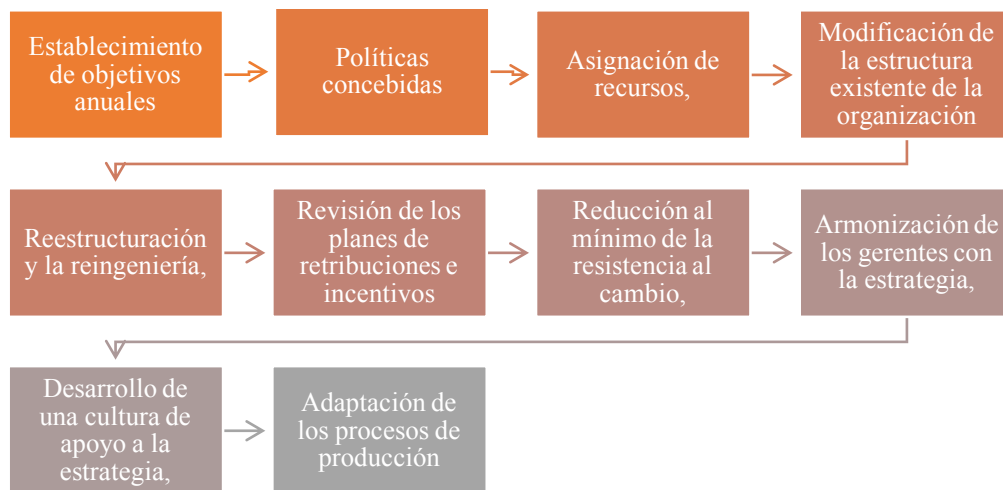 Establecimiento
de objetivos
anuales
Políticas
concebidas
Asignación de
recursos,
Modificación de
la estructura
existente de la
organización
Reestructuración
y la reingeniería,
Revisión de los
planes de
retribuciones e
incentivos
Reducción al
mínimo de la
resistencia al
cambio,
Armonización de
los gerentes con
la estrategia,
Desarrollo de
una cultura de
apoyo a la
estrategia,
Adaptación de
los procesos de
producción